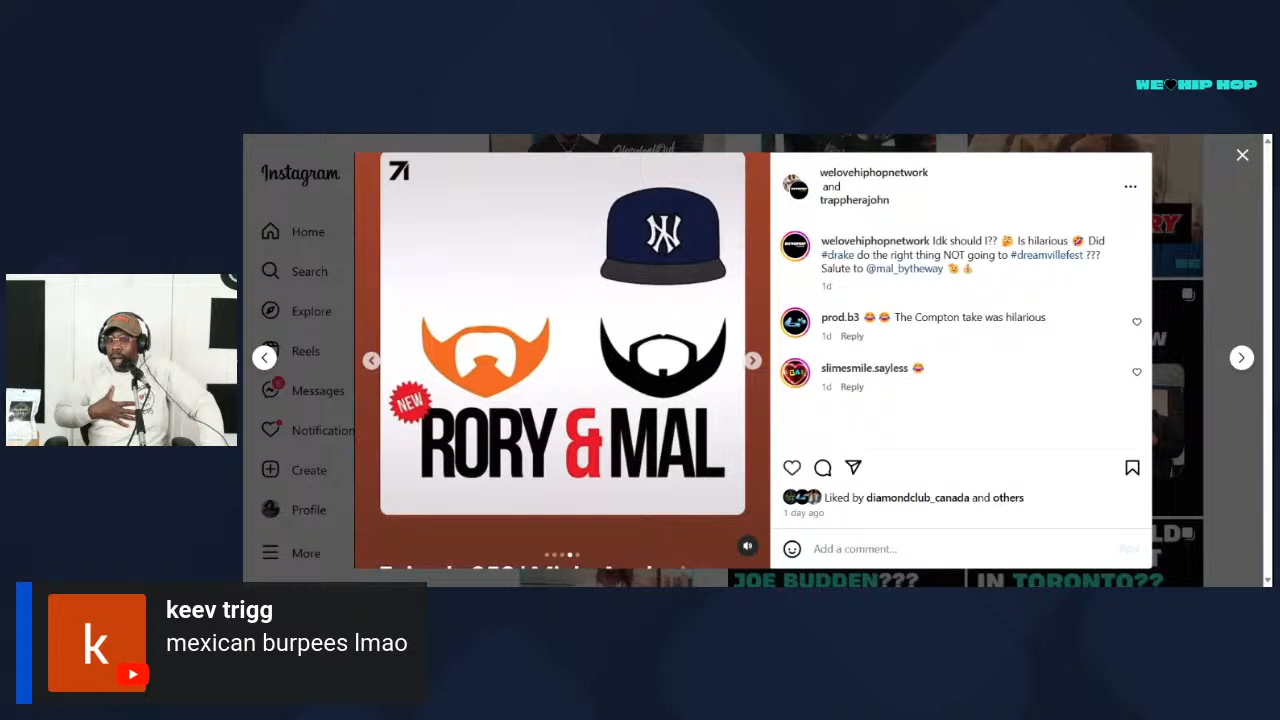 WE HIP HOP
Instagram
Home
Search
Explore
Reels
6
Messages
Notification
Create
Profile
More
NY
NEW
RORY & MAL
welovehiphopnetwork
and
trappherajohn
welovehiphopnetwork Idk should I?? 🤔 Is hilarious 🤣 Did
#drake do the right thing NOT going to #dreamvillefest ???
Salute to @mal_bytheway 🫡 👍
1d
prod.b3 😂 😂 The Compton take was hilarious
1d Reply
slimesmile.sayless 😂
1d Reply
Liked by diamondclub_canada and others
1 day ago
Add a comment...
Post
JOE BUDDEN???
IN TORONTO??
k
keev trigg
mexican burpees lmao